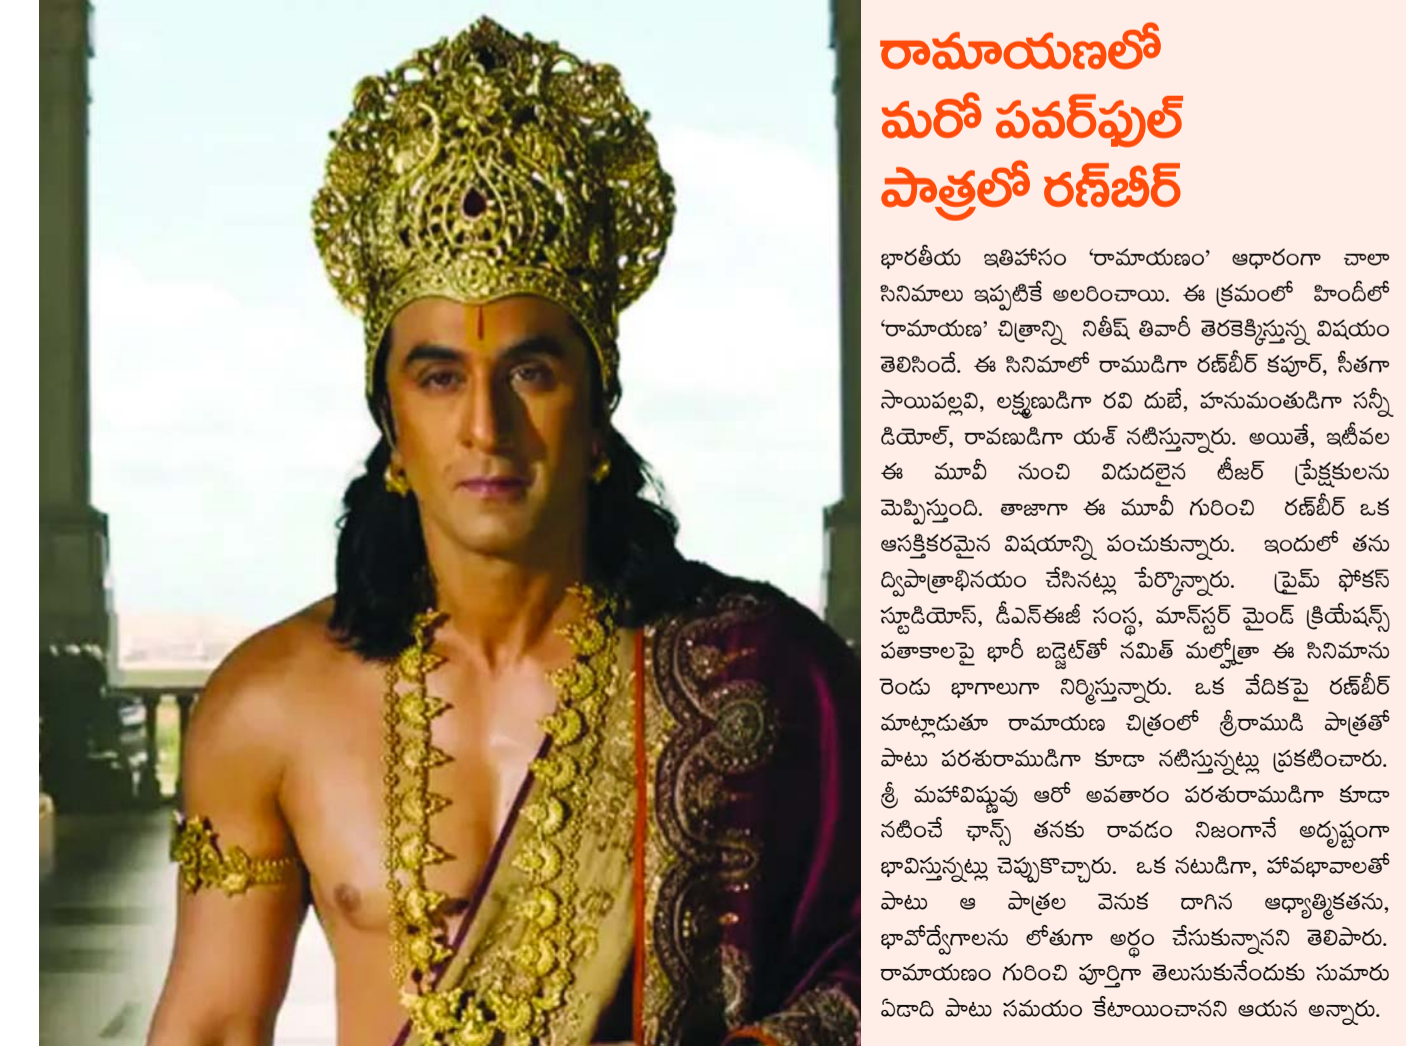 రామాయణలో
మరో పవర్‌ఫుల్
పాత్రలో రణ్‌బీర్
భారతీయ ఇతిహాసం ‘రామాయణం’ ఆధారంగా చాలా
సినిమాలు ఇప్పటికే అలరించాయి. ఈ క్రమంలో హిందీలో
‘రామాయణ’ చిత్రాన్ని నితీష్ తివారీ తెరకెక్కిస్తున్న విషయం
తెలిసిందే. ఈ సినిమాలో రాముడిగా రణ్‌బీర్ కపూర్, సీతగా
సాయిపల్లవి, లక్ష్మణుడిగా రవి దుబే, హనుమంతుడిగా సన్నీ
డియోల్, రావణుడిగా యశ్ నటిస్తున్నారు. అయితే, ఇటీవల
ఈ మూవీ నుంచి విడుదలైన టీజర్ ప్రేక్షకులను
మెప్పిస్తుంది. తాజాగా ఈ మూవీ గురించి రణ్‌బీర్ ఒక
ఆసక్తికరమైన విషయాన్ని పంచుకున్నారు. ఇందులో తను
ద్విపాత్రాభినయం చేసినట్లు పేర్కొన్నారు. ప్రైమ్ ఫోకస్
స్టూడియోస్, డీఎన్ఈజీ సంస్థ, మాన్‌స్టర్ మైండ్ క్రియేషన్స్
పతాకాలపై భారీ బడ్జెట్‌తో నమిత్ మల్హోత్రా ఈ సినిమాను
రెండు భాగాలుగా నిర్మిస్తున్నారు. ఒక వేదికపై రణ్‌బీర్
మాట్లాడుతూ రామాయణ చిత్రంలో శ్రీరాముడి పాత్రతో
పాటు పరశురాముడిగా కూడా నటిస్తున్నట్లు ప్రకటించారు.
శ్రీ మహావిష్ణువు ఆరో అవతారం పరశురాముడిగా కూడా
నటించే ఛాన్స్ తనకు రావడం నిజంగానే అదృష్టంగా
భావిస్తున్నట్లు చెప్పుకొచ్చారు. ఒక నటుడిగా, హావభావాలతో
పాటు ఆ పాత్రల వెనుక దాగిన ఆధ్యాత్మికతను,
భావోద్వేగాలను లోతుగా అర్థం చేసుకున్నానని తెలిపారు.
రామాయణం గురించి పూర్తిగా తెలుసుకునేందుకు సుమారు
ఏడాది పాటు సమయం కేటాయించానని ఆయన అన్నారు.